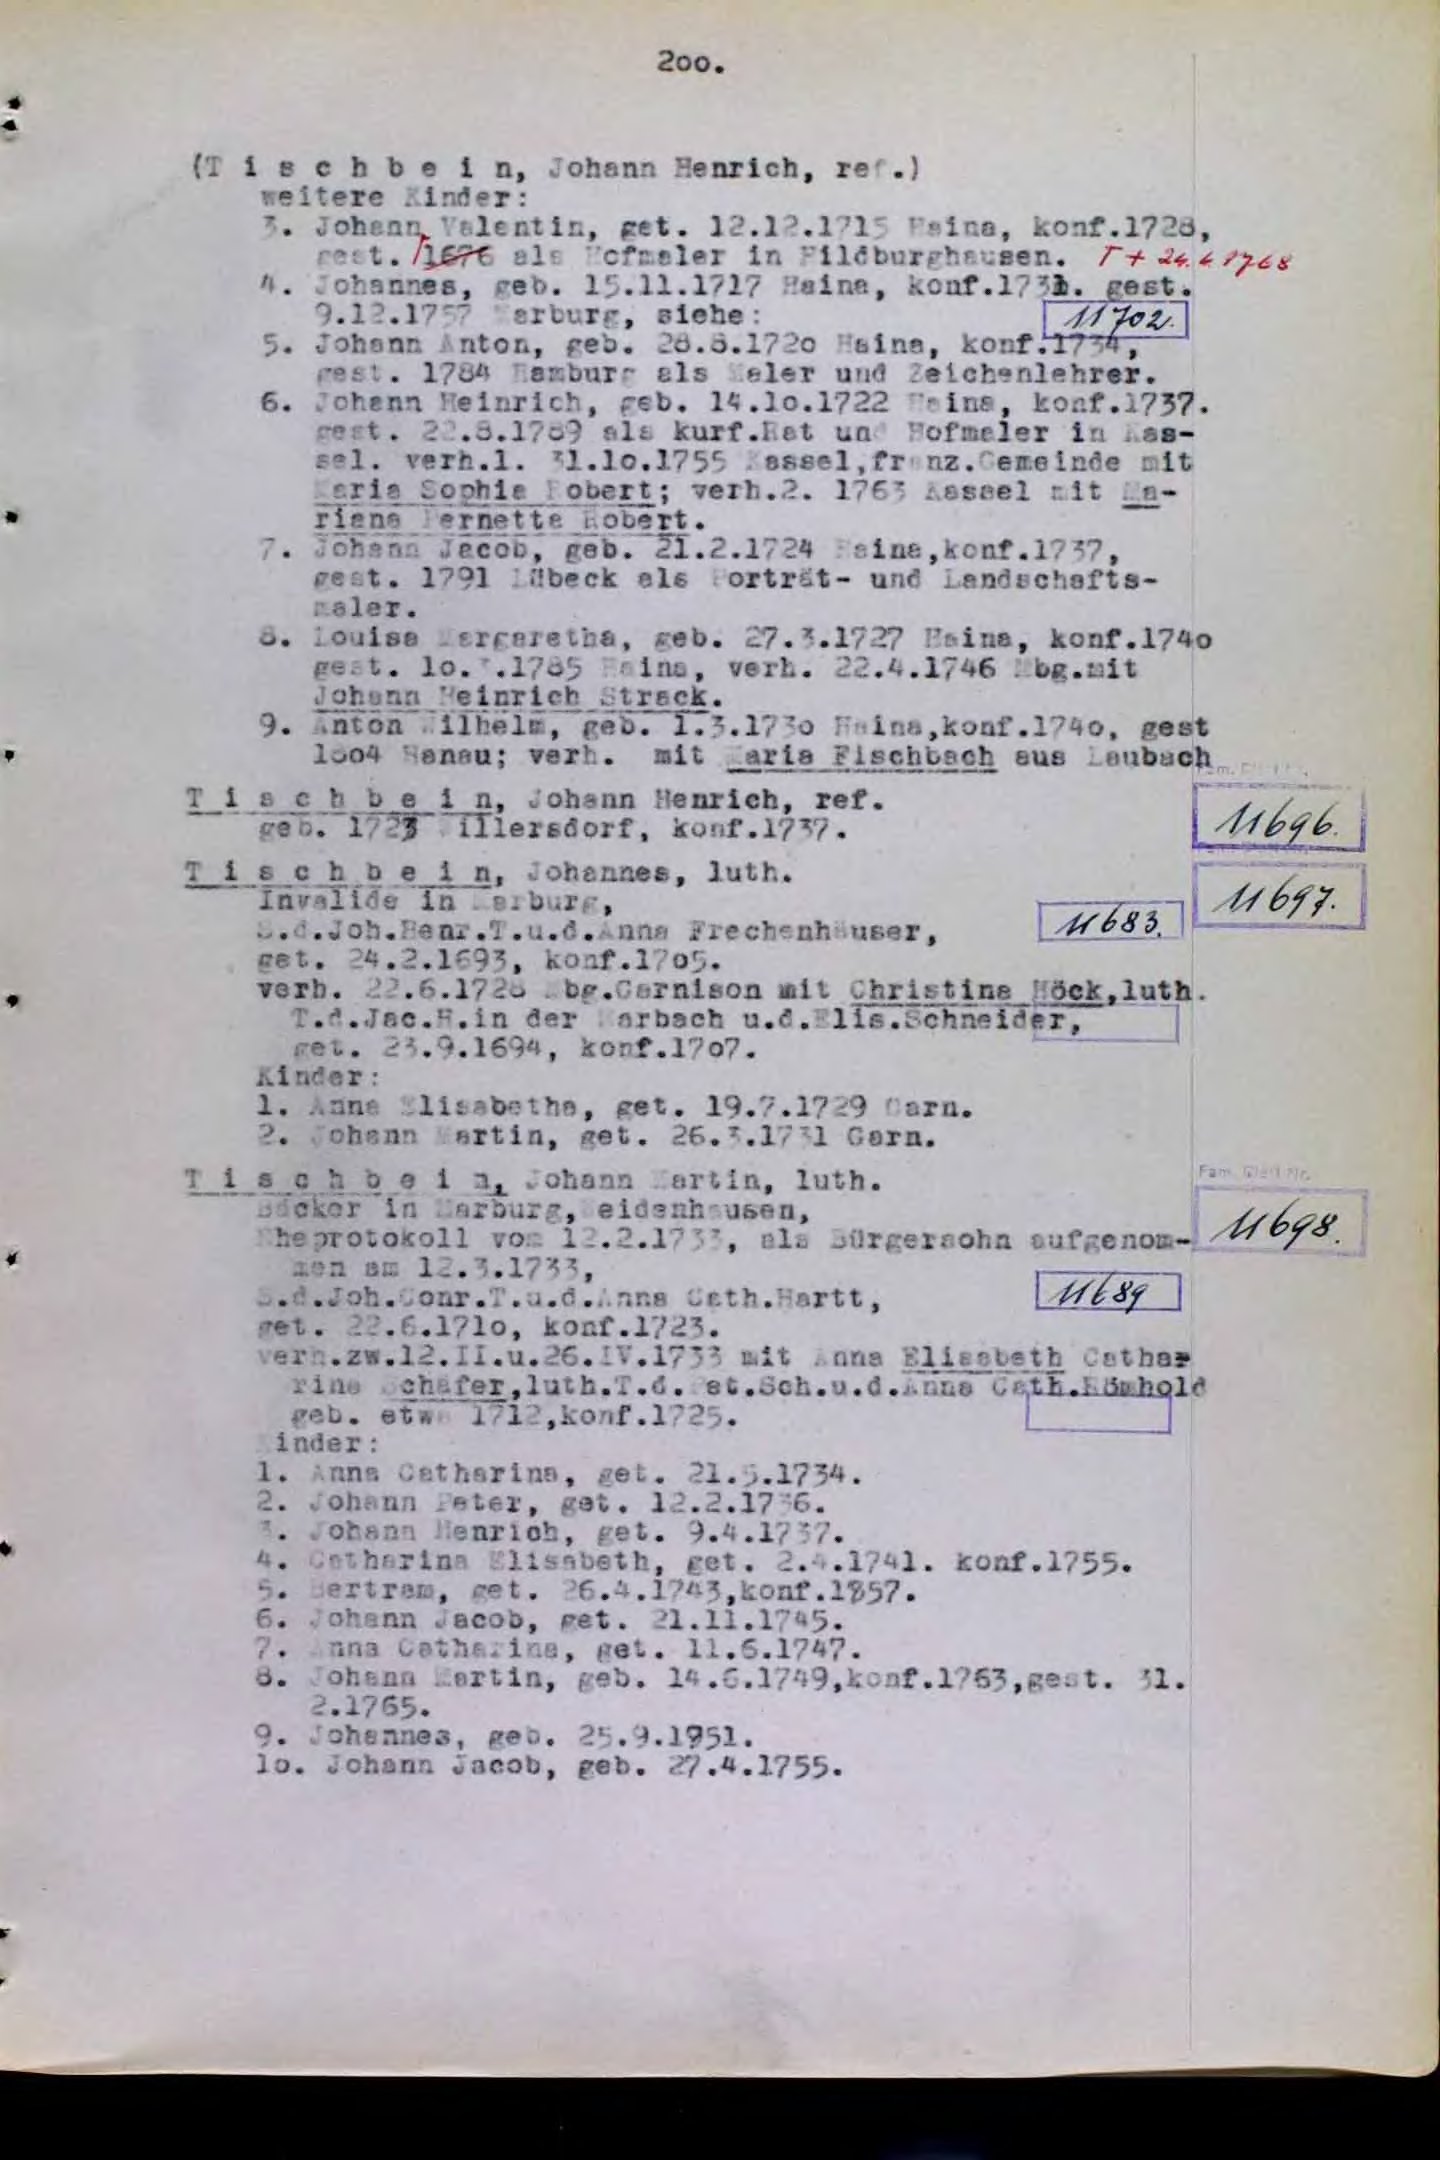 200.
(T i s c h b e i n, Johann Henrich, ref.)
weitere Kinder:
3. Johann Valentin, get. 12.12.1715 Haina, konf.1728,
gest. 1676 als Hofmaler in Hildburghausen. Γ + 24.4.1768
4. Johannes, geb. 15.11.1717 Haina, konf.1731. gest.
9.12.1757 Marburg, siehe: 11702.
5. Johann Anton, geb. 28.8.1720 Haina, konf.1734,
gest. 1784 Hamburg als Maler und Zeichenlehrer.
6. Johann Heinrich, geb. 14.10.1722 Haina, konf.1737.
gest. 22.8.1789 als kurf.Rat und Hofmaler in Kas-
sel. verh.1. 31.10.1755 Kassel,franz.Gemeinde mit
Maria Sophia Robert; verh.2. 1763 Kassel mit Ma-
riana Pernette Robert.
7. Johann Jacob, geb. 21.2.1724 Haina,konf.1737,
gest. 1791 Lübeck als Porträt- und Landschafts-
maler.
8. Louisa Margaretha, geb. 27.3.1727 Haina, konf.1740
gest. 10. .1785 Haina, verh. 22.4.1746 Mbg.mit
Johann Heinrich Strack.
9. Anton Wilhelm, geb. 1.3.1730 Haina,konf.1740, gest
1804 Hanau; verh. mit Maria Fischbach aus Laubach
T i s c h b e i n, Johann Henrich, ref.
geb. 1723 Willersdorf, konf.1737.
11696.
T i s c h b e i n, Johannes, luth.
11697.
Invalide in Marburg,
S.d.Joh.Henr.T.u.d.Anna Frechenhäuser, 11683.
get. 24.2.1693, konf.1705.
verh. 22.6.1728 Mbg.Garnison mit Christina Höck,luth.
T.d.Jac.H.in der Marbach u.d.Elis.Schneider,
get. 23.9.1694, konf.1707.
Kinder:
1. Anna Elisabetha, get. 19.7.1729 Garn.
2. Johann Martin, get. 26.3.1731 Garn.
T i s c h b e i n, Johann Martin, luth.
Fam. Glied Nr.
11698.
Bäcker in Marburg, Weidenhausen,
Eheprotokoll vom 12.2.1733, als Bürgersohn aufgenom-
men am 12.3.1733,
S.d.Joh.Conr.T.u.d.Anna Cath.Hartt, 11689
get. 22.6.1710, konf.1723.
verh.zw.12.II.u.26.IV.1733 mit Anna Elisabeth Catha-
rina Schäfer,luth.T.d.Pet.Sch.u.d.Anna Cath.Römhold
geb. etwa 1712,konf.1725.
Kinder:
1. Anna Catharina, get. 21.5.1734.
2. Johann Peter, get. 12.2.1736.
3. Johann Henrich, get. 9.4.1737.
4. Catharina Elisabeth, get. 2.4.1741. konf.1755.
5. Bertram, get. 26.4.1743,konf.1857.
6. Johann Jacob, get. 21.11.1745.
7. Anna Catharina, get. 11.6.1747.
8. Johann Martin, geb. 14.6.1749,konf.1763,gest. 31.
2.1765.
9. Johannes, geb. 25.9.1951.
10. Johann Jacob, geb. 27.4.1755.